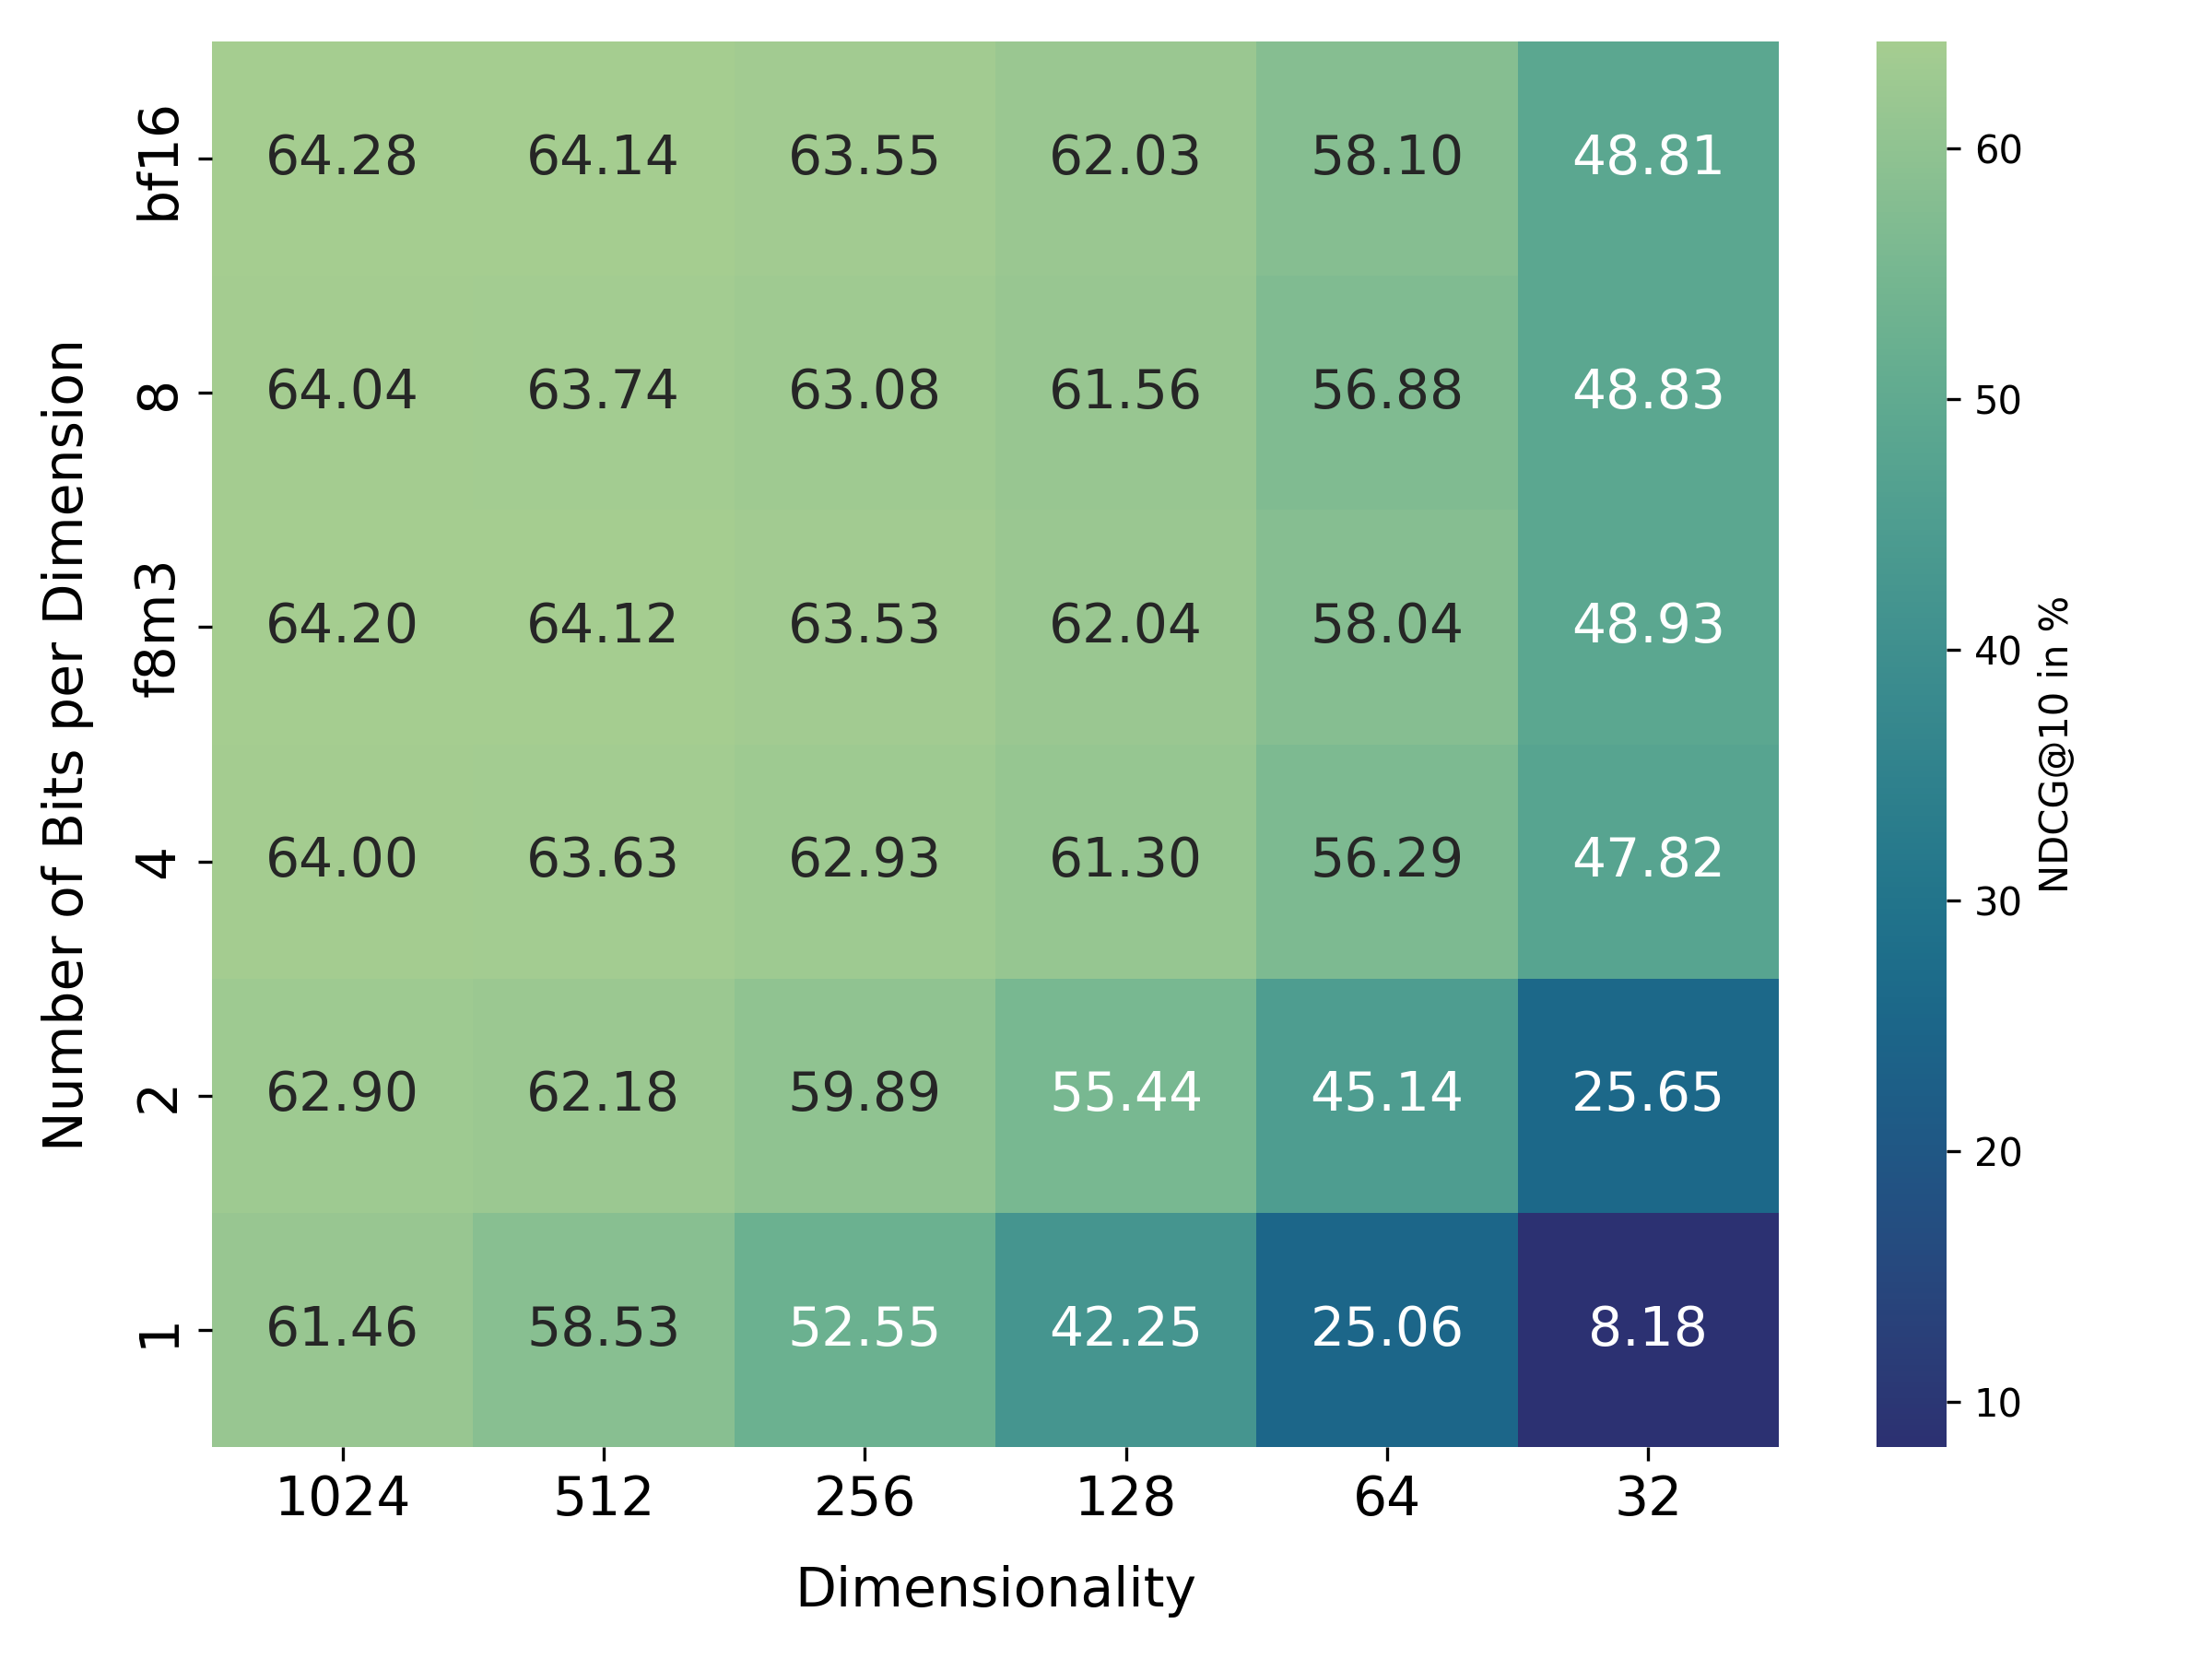 bf16 64.28 64.14 63.55 62.03 58.10 48.81
8 64.04 63.74 63.08 61.56 56.88 48.83
f8m3 64.20 64.12 63.53 62.04 58.04 48.93
4 64.00 63.63 62.93 61.30 56.29 47.82
2 62.90 62.18 59.89 55.44 45.14 25.65
1 61.46 58.53 52.55 42.25 25.06 8.18
1024 512 256 128 64 32
Dimensionality
Number of Bits per Dimension
60
50
40
30
20
10
NDCG@10 in %